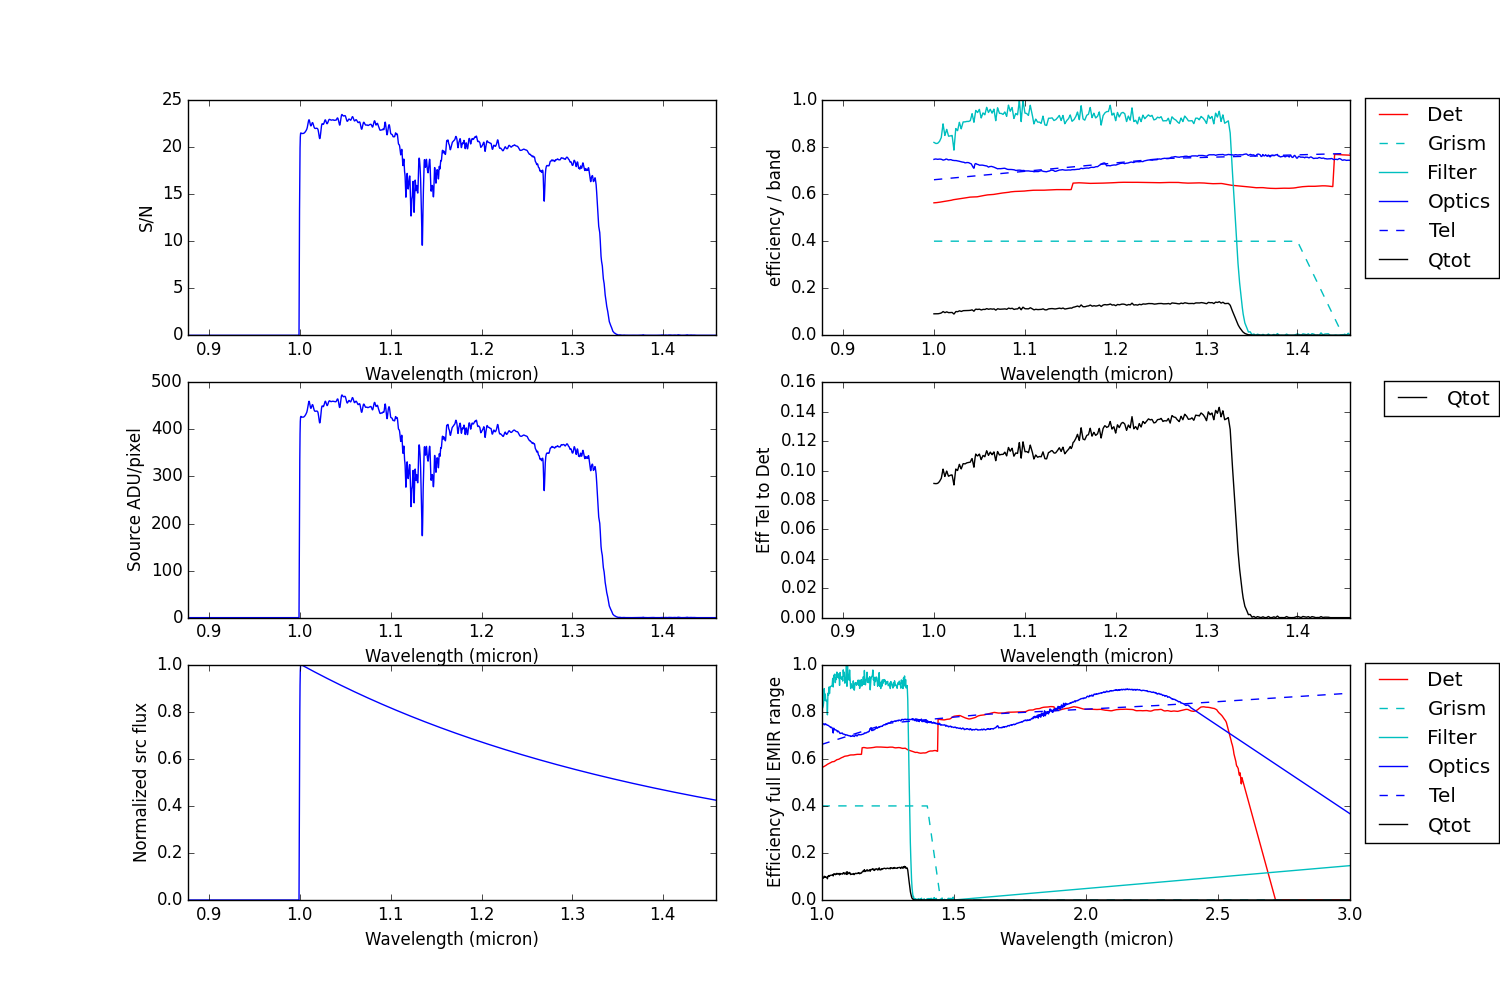 25
20
15
10
5
0
S/N
0.9 1.0 1.1 1.2 1.3 1.4
Wavelength (micron)
1.0
0.8
0.6
0.4
0.2
0.0
efficiency / band
0.9 1.0 1.1 1.2 1.3 1.4
Wavelength (micron)
Det
Grism
Filter
Optics
Tel
Qtot
500
400
300
200
100
0
Source ADU/pixel
0.9 1.0 1.1 1.2 1.3 1.4
Wavelength (micron)
0.16
0.14
0.12
0.10
0.08
0.06
0.04
0.02
0.00
Eff Tel to Det
0.9 1.0 1.1 1.2 1.3 1.4
Wavelength (micron)
Qtot
1.0
0.8
0.6
0.4
0.2
0.0
Normalized src flux
0.9 1.0 1.1 1.2 1.3 1.4
Wavelength (micron)
1.0
0.8
0.6
0.4
0.2
0.0
Efficiency full EMIR range
1.0 1.5 2.0 2.5 3.0
Wavelength (micron)
Det
Grism
Filter
Optics
Tel
Qtot